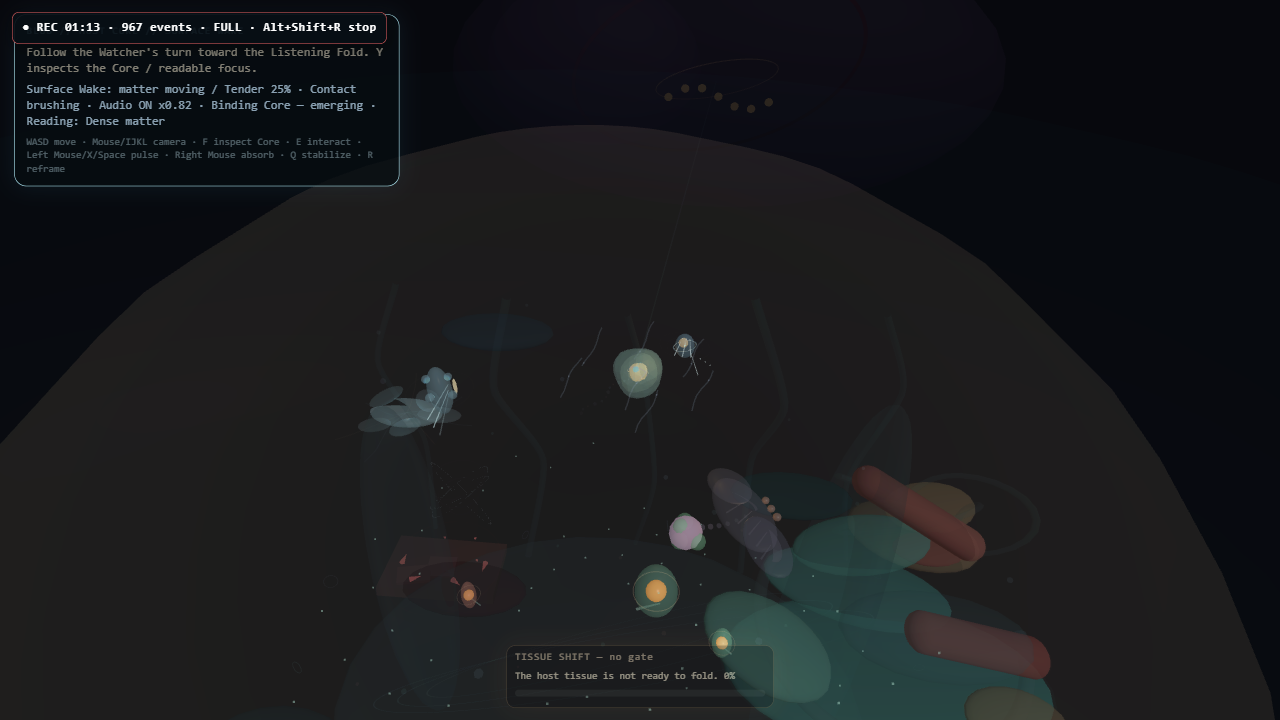 ● REC 01:13 · 967 events · FULL · Alt+Shift+R stop
Follow the Watcher's turn toward the Listening Fold. Y
inspects the Core / readable focus.
Surface Wake: matter moving / Tender 25% · Contact
brushing · Audio ON x0.82 · Binding Core — emerging ·
Reading: Dense matter
WASD move · Mouse/IJKL camera · F inspect Core · E interact ·
Left Mouse/X/Space pulse · Right Mouse absorb · Q stabilize · R
reframe
TISSUE SHIFT — no gate
The host tissue is not ready to fold. 0%